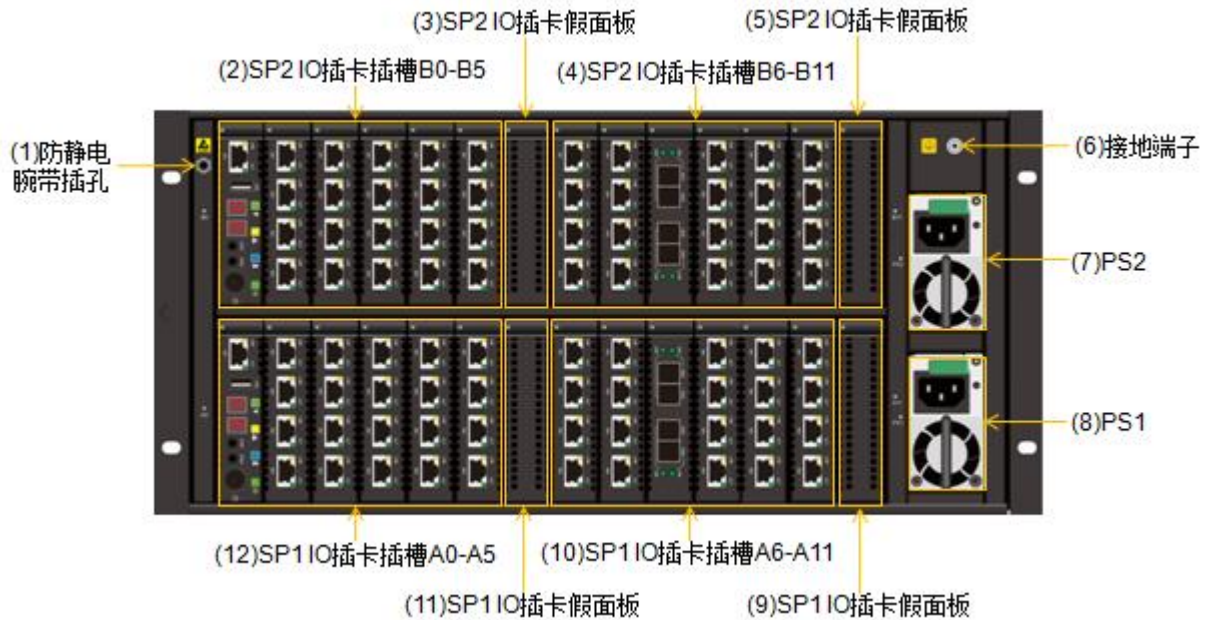 (3)SP2 IO插卡假面板
(5)SP2 IO插卡假面板
(2)SP2 IO插卡插槽B0-B5
(4)SP2 IO插卡插槽B6-B11
(1)防静电
腕带插孔
(6)接地端子
(7)PS2
(8)PS1
(12)SP1 IO插卡插槽A0-A5
(10)SP1 IO插卡插槽A6-A11
(11)SP1 IO插卡假面板
(9)SP1 IO插卡假面板